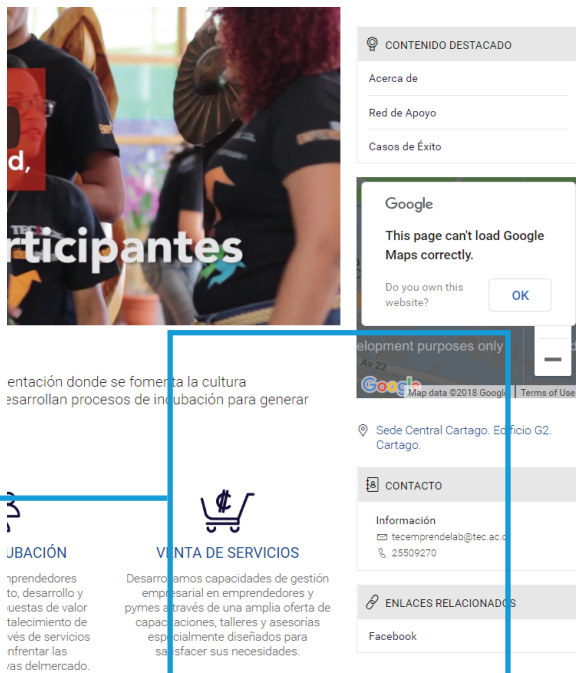 d,
rticipantes
entación donde se fomenta la cultura
esarrollan procesos de incubación para generar
UBACIÓN
mprendedores
to, desarrollo y
uestas de valor
talecimiento de
vés de servicios
nfrentar las
vas delmercado.
VENTA DE SERVICIOS
Desarrollamos capacidades de gestión
empresarial en emprendedores y
pymes a través de una amplia oferta de
capacitaciones, talleres y asesorías
especialmente diseñados para
satisfacer sus necesidades.
CONTENIDO DESTACADO
Acerca de
Red de Apoyo
Casos de Éxito
Google
This page can't load Google
Maps correctly.
Do you own this
website?
OK
elopment purposes only
Av 22
Google
Map data ©2018 Google
Terms of Use
Sede Central Cartago. Edificio G2.
Cartago.
CONTACTO
Información
tecemprendelab@tec.ac.c
25509270
ENLACES RELACIONADOS
Facebook